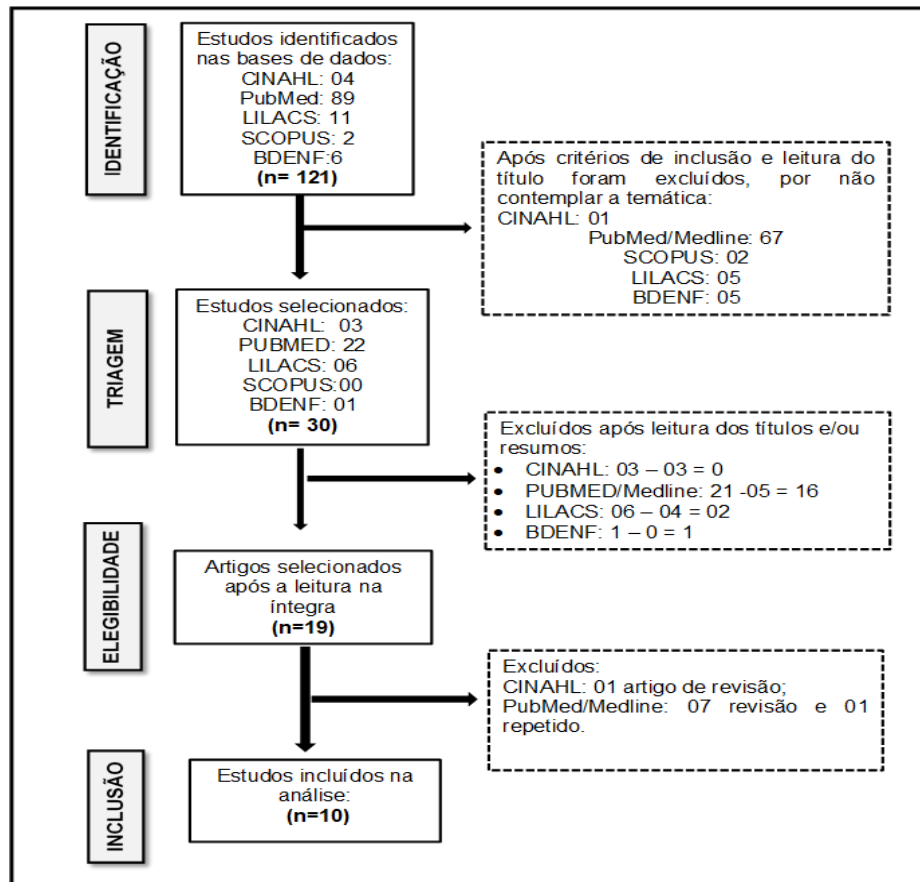 IDENTIFICAÇÃO
Estudos identificados
nas bases de dados:
CINAHL: 04
PubMed: 89
LILACS: 11
SCOPUS: 2
BDENF:6
(n= 121)
Após critérios de inclusão e leitura do
título foram excluídos, por não
contemplar a temática:
CINAHL: 01
PubMed/Medline: 67
SCOPUS: 02
LILACS: 05
BDENF: 05
TRIAGEM
Estudos selecionados:
CINAHL: 03
PUBMED: 22
LILACS: 06
SCOPUS:00
BDENF: 01
(n= 30)
Excluídos após leitura dos títulos e/ou
resumos:
• CINAHL: 03 – 03 = 0
• PUBMED/Medline: 21 -05 = 16
• LILACS: 06 – 04 = 02
• BDENF: 1 – 0 = 1
ELEGIBILIDADE
Artigos selecionados
após a leitura na
íntegra
(n=19)
Excluídos:
CINAHL: 01 artigo de revisão;
PubMed/Medline: 07 revisão e 01
repetido.
INCLUSÃO
Estudos incluídos na
análise:
(n=10)